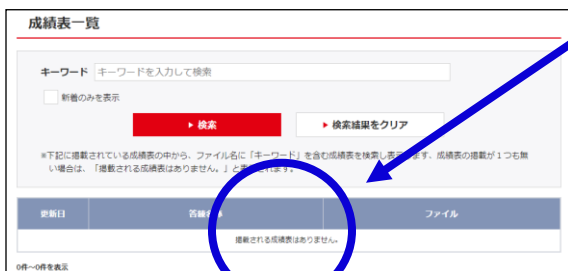 成績表一覧
キーワード キーワードを入力して検索
新着のみを表示
▶ 検索 ▶ 検索結果をクリア
※下記に掲載されている成績表の中から、ファイル名に「キーワード」を含む成績表を検索し表示します、成績表の掲載が1つも無
い場合は、「掲載される成績表はありません。」と表示されます。
更新日 ファイル
掲載される成績表はありません。
0件～0件を表示